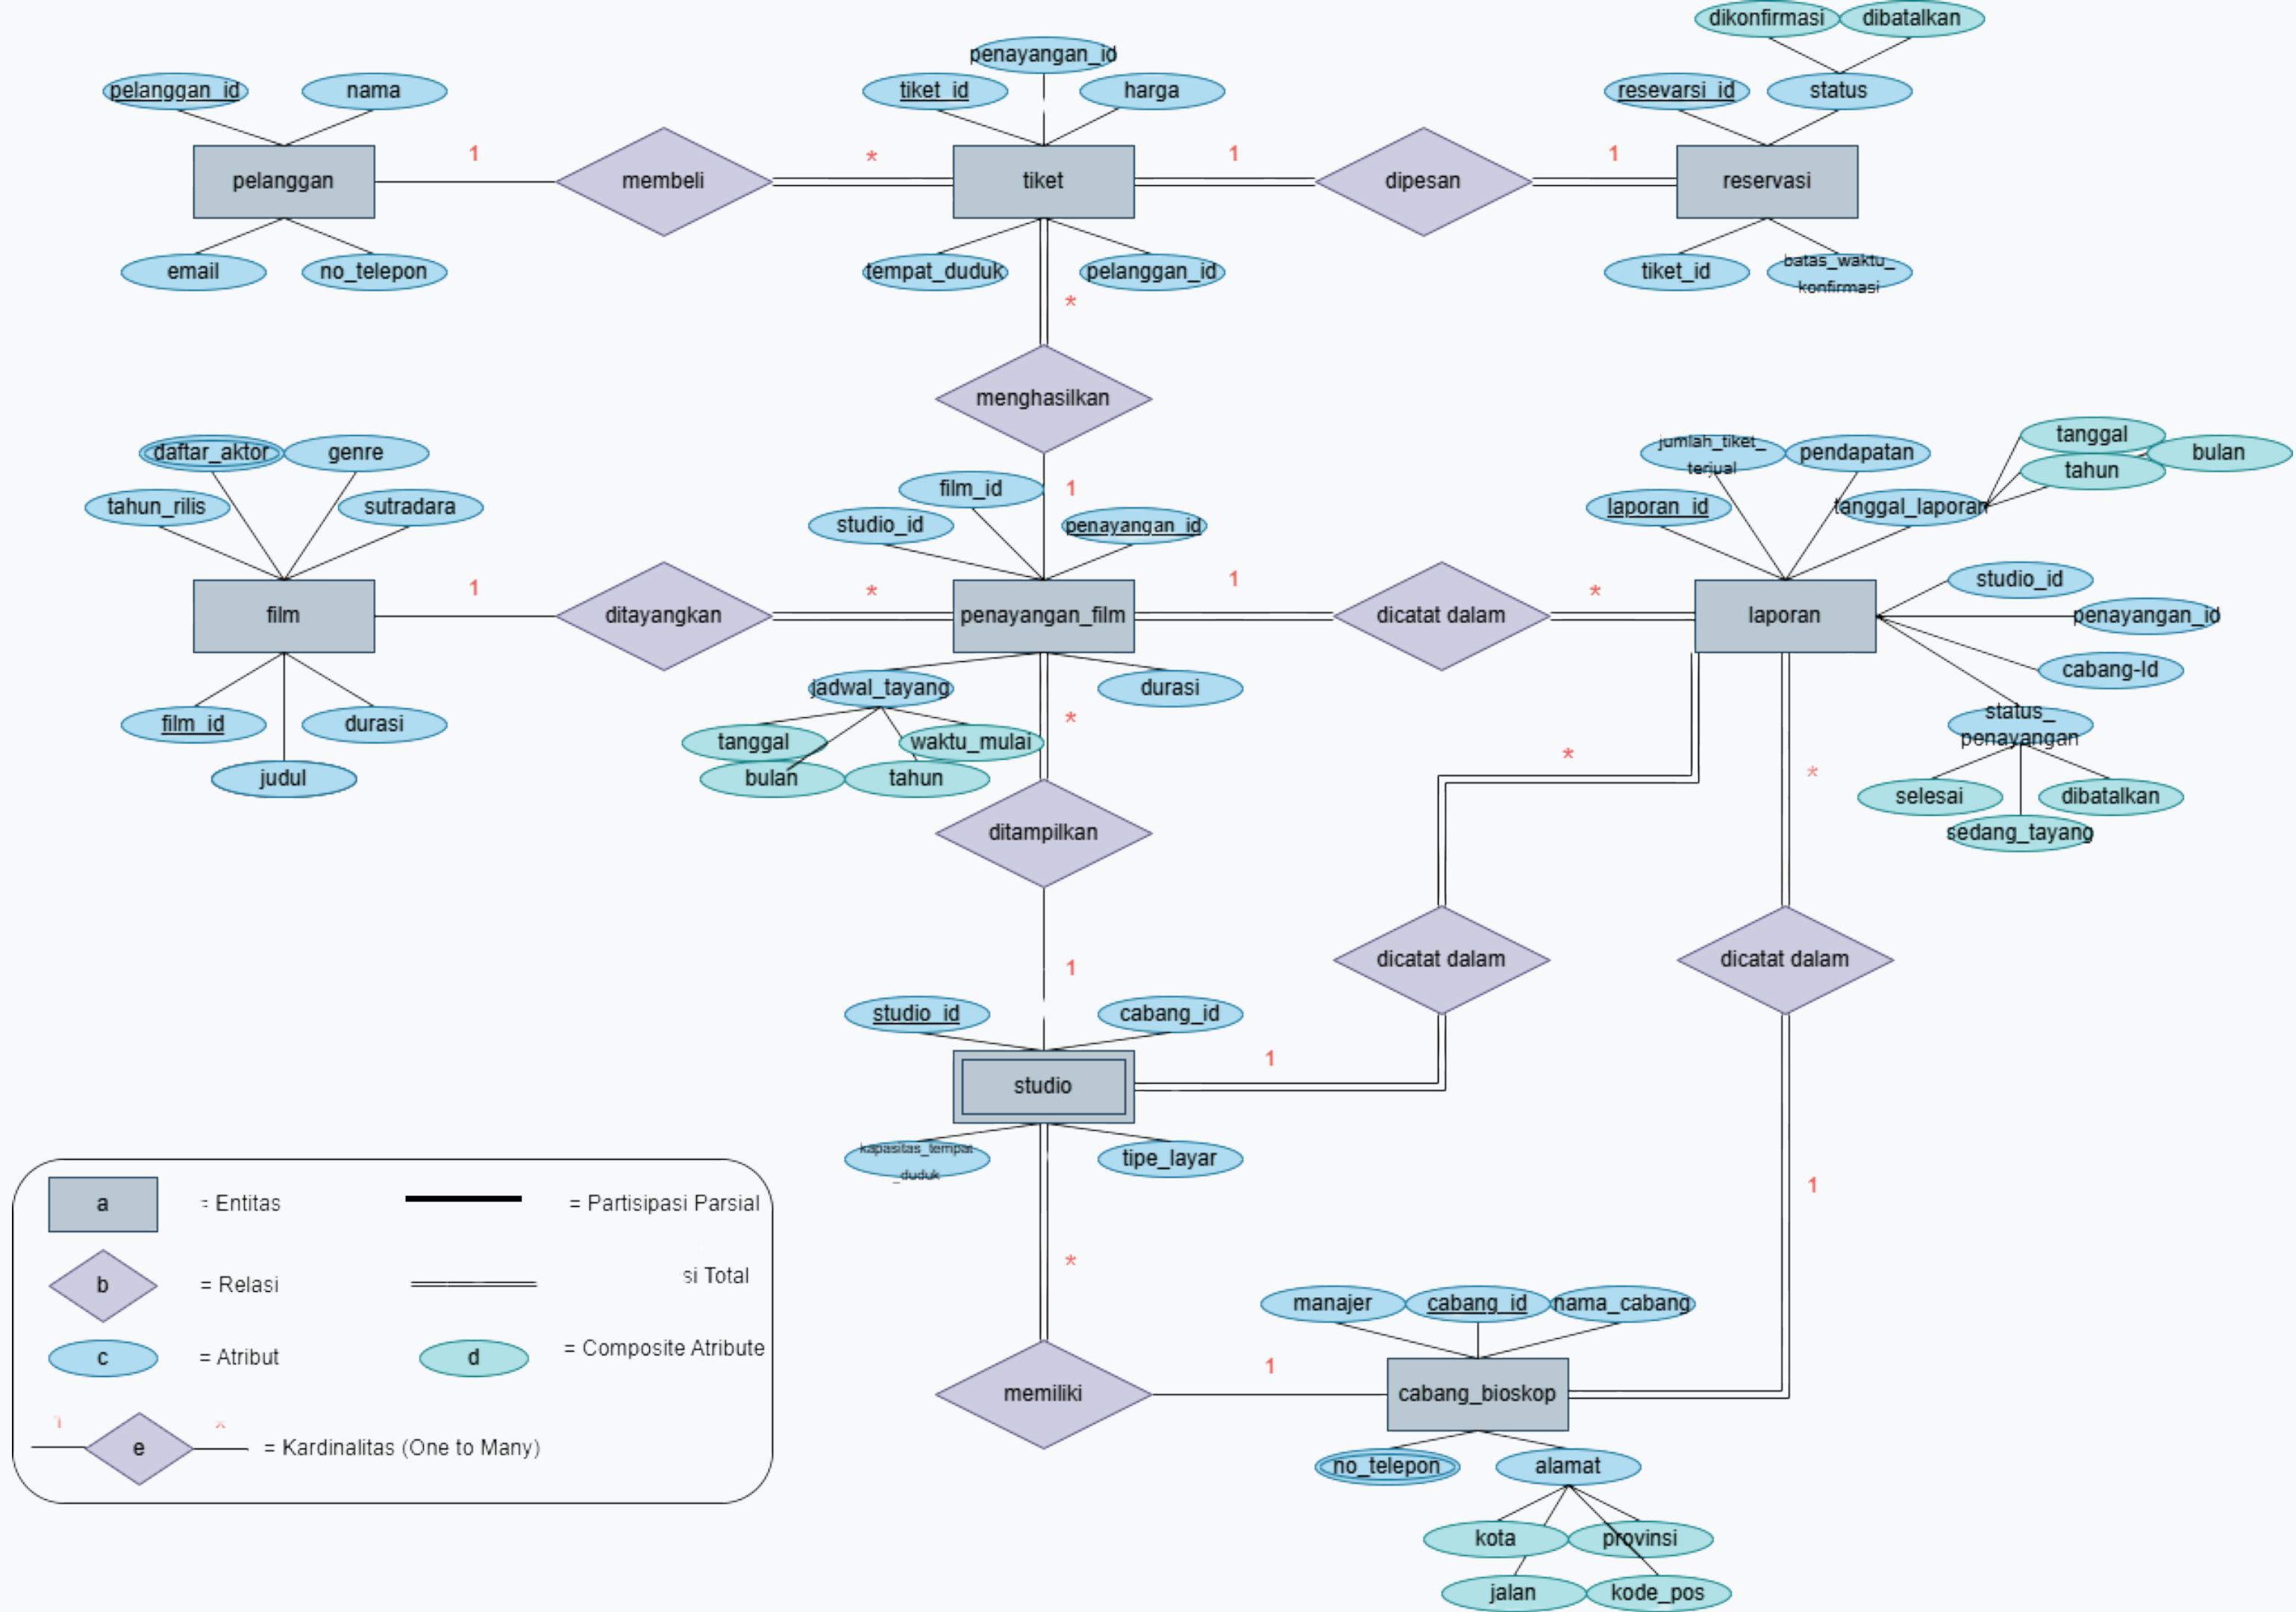 dikonfirmasi
dibatalkan
penayangan_id
pelanggan_id
nama
tiket_id
harga
resevarsi_id
status
1
*
1
1
pelanggan
membeli
tiket
dipesan
reservasi
email
no_telepon
tempat_duduk
pelanggan_id
tiket_id
batas_waktu_
konfirmasi
*
menghasilkan
daftar_aktor
genre
jumlah_tiket_
terjual
pendapatan
tanggal
bulan
tahun
tahun_rilis
sutradara
film_id
1
studio_id
penayangan_id
laporan_id
tanggal_laporan
1
*
1
*
studio_id
film
ditayangkan
penayangan_film
dicatat dalam
laporan
penayangan_id
cabang-Id
film_id
durasi
judul
jadwal_tayang
durasi
*
tanggal
waktu_mulai
bulan
tahun
status_
penayangan
*
*
selesai
dibatalkan
sedang_tayang
ditampilkan
dicatat dalam
dicatat dalam
1
studio_id
cabang_id
1
studio
kapasitas_tempat
_duduk
tipe_layar
1
*
a
= Entitas
= Partisipasi Parsial
b
= Relasi
si Total
c
= Atribut
d
= Composite Atribute
1
*
e
= Kardinalitas (One to Many)
manajer
cabang_id
nama_cabang
memiliki
1
cabang_bioskop
no_telepon
alamat
kota
provinsi
jalan
kode_pos